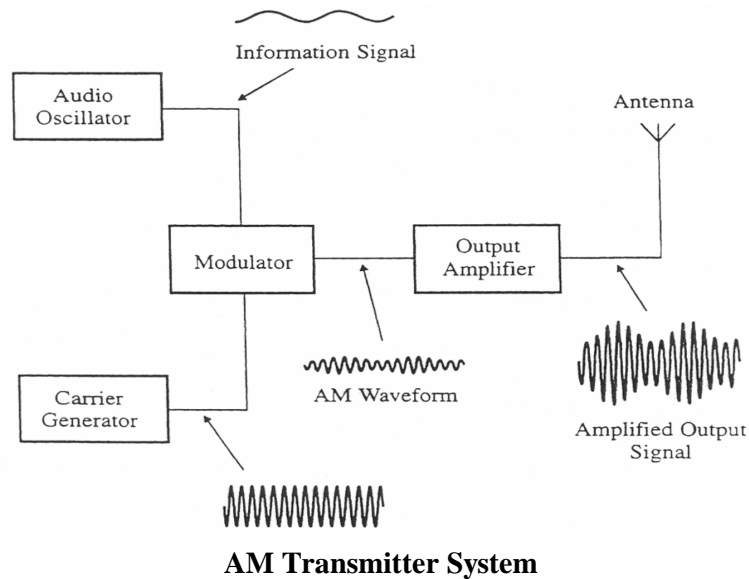 Information Signal
Audio
Oscillator
Antenna
Modulator
Output
Amplifier
AM Waveform
Carrier
Generator
Amplified Output
Signal
AM Transmitter System